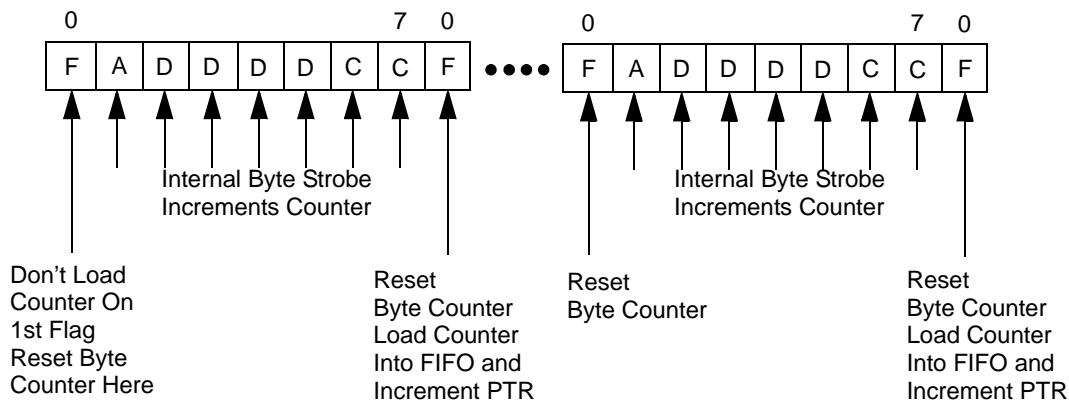 0 7 0 0 7 0
F A D D D D C C F F A D D D D C C F
Internal Byte Strobe
Increments Counter
Internal Byte Strobe
Increments Counter
Don't Load
Counter On
1st Flag
Reset Byte
Counter Here
Reset
Byte Counter
Load Counter
Into FIFO and
Increment PTR
Reset
Byte Counter
Reset
Byte Counter
Load Counter
Into FIFO and
Increment PTR